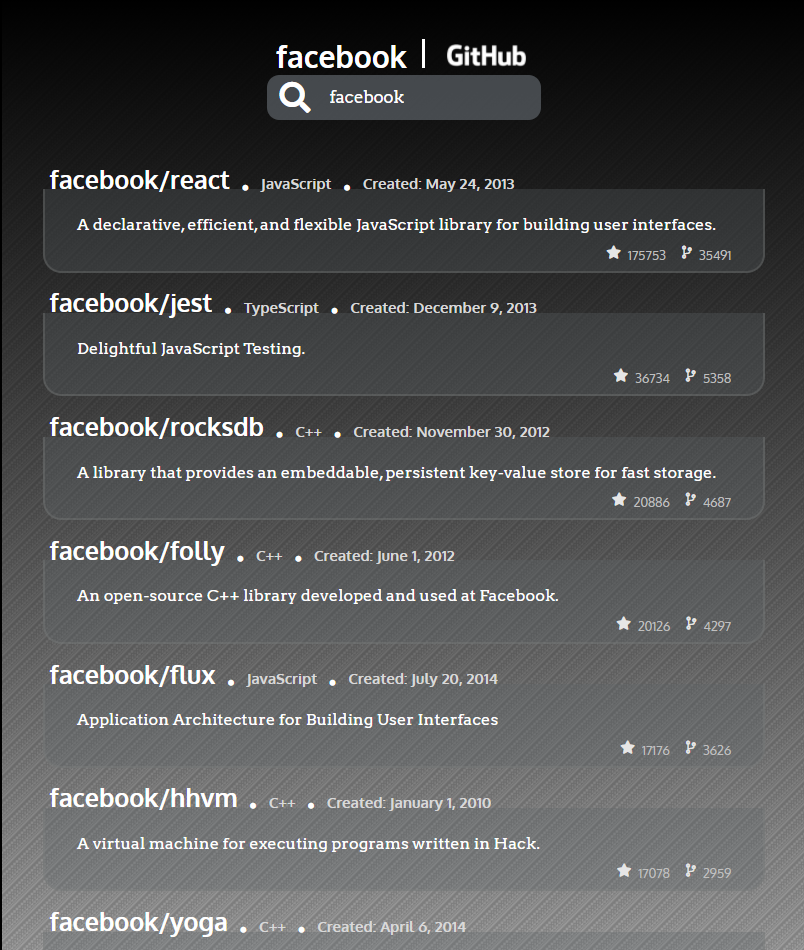 facebook | GitHub
facebook
facebook/react • JavaScript • Created: May 24, 2013
A declarative, efficient, and flexible JavaScript library for building user interfaces.
175753 35491
facebook/jest • TypeScript • Created: December 9, 2013
Delightful JavaScript Testing.
36734 5358
facebook/rocksdb • C++ • Created: November 30, 2012
A library that provides an embeddable, persistent key-value store for fast storage.
20886 4687
facebook/folly • C++ • Created: June 1, 2012
An open-source C++ library developed and used at Facebook.
20126 4297
facebook/flux • JavaScript • Created: July 20, 2014
Application Architecture for Building User Interfaces
17176 3626
facebook/hhvm • C++ • Created: January 1, 2010
A virtual machine for executing programs written in Hack.
17078 2959
facebook/yoga • C++ • Created: April 6, 2014